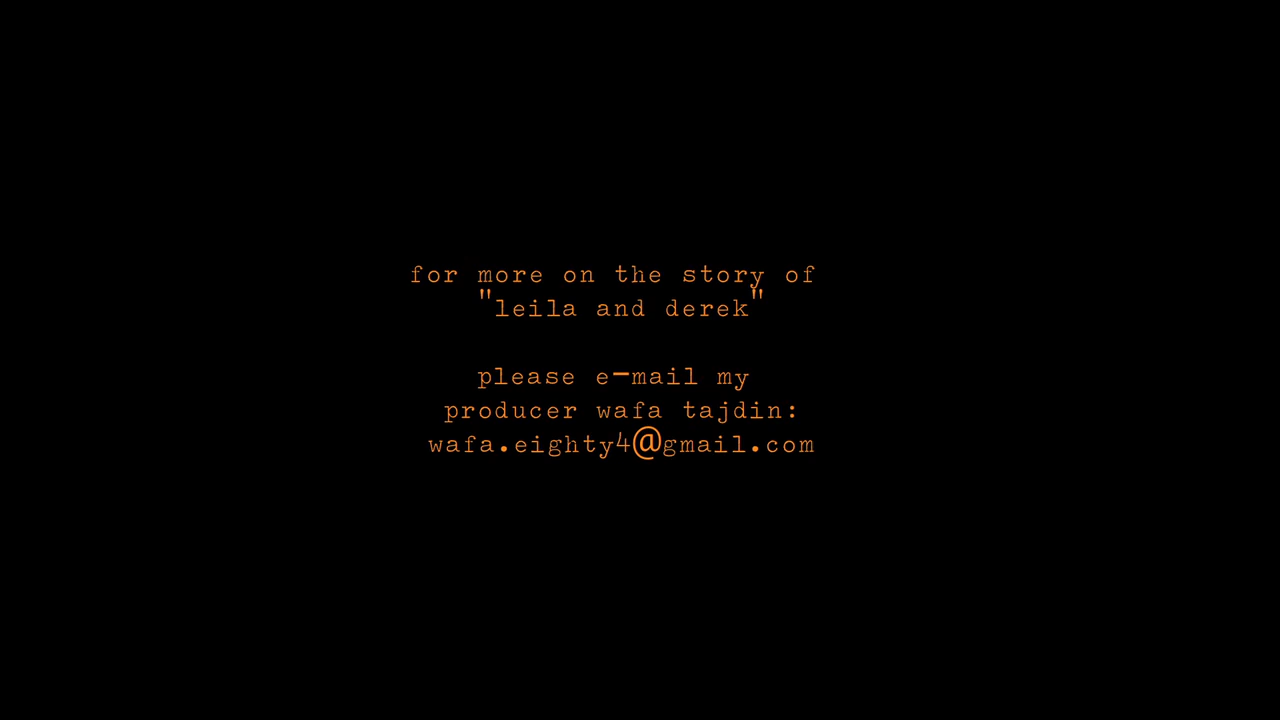 for more on the story of
"leila and derek"
please e-mail my
producer wafa tajdin:
wafa.eighty4@gmail.com